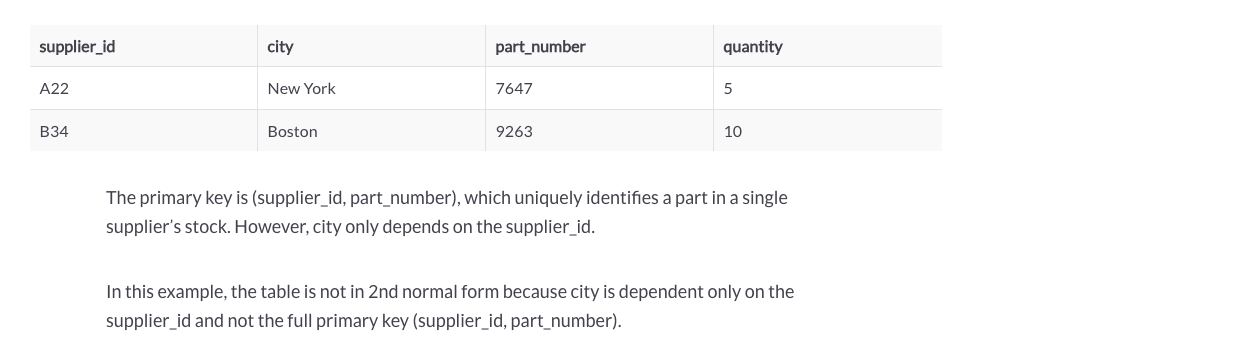 supplier_id city part_number quantity
A22 New York 7647 5
B34 Boston 9263 10
The primary key is (supplier_id, part_number), which uniquely identifies a part in a single
supplier’s stock. However, city only depends on the supplier_id.
In this example, the table is not in 2nd normal form because city is dependent only on the
supplier_id and not the full primary key (supplier_id, part_number).